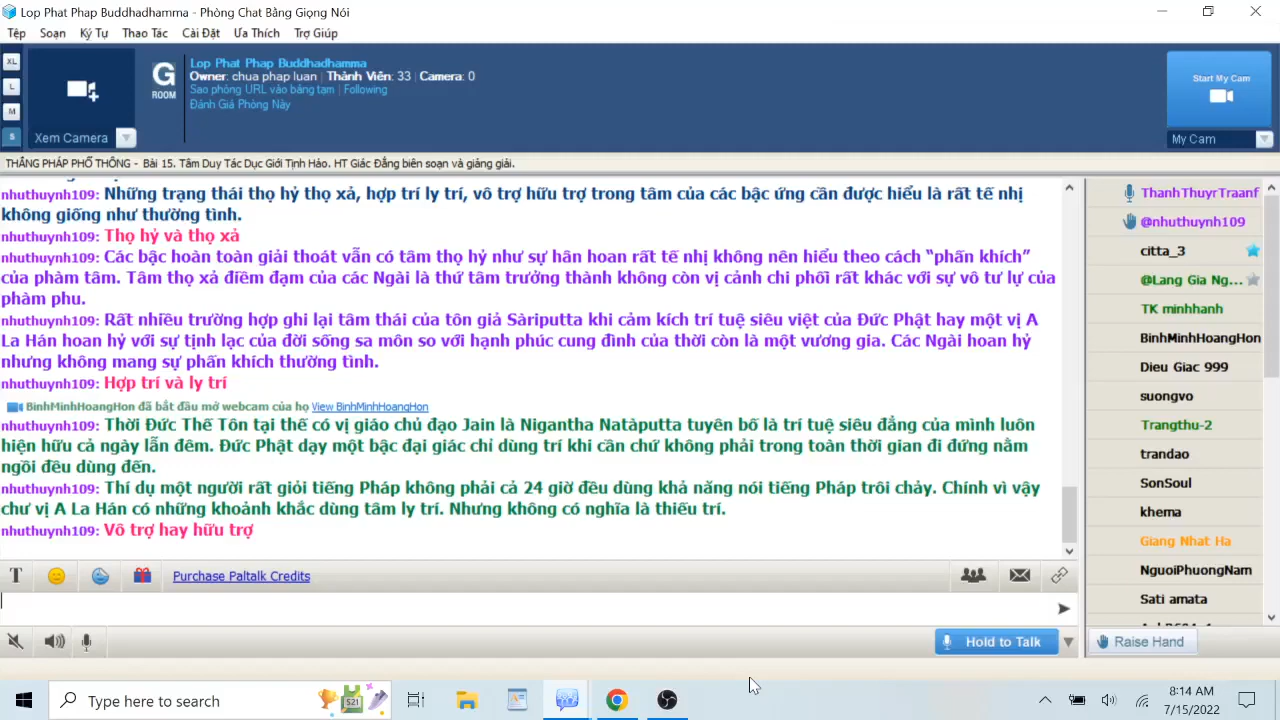 Lop Phat Phap Buddhadhamma - Phòng Chat Bằng Giọng Nói
Tệp Soạn Ký Tự Thao Tác Cài Đặt Ưa Thích Trợ Giúp
XL
L
M
S
Xem Camera
G
ROOM
Lop Phat Phap Buddhadhamma
Owner: chua phap luan | Thành Viên: 33 | Camera: 0
Sao phỏng URL vào bảng tạm | Following
Đánh Giá Phòng Này
Start My Cam
My Cam
THẮNG PHÁP PHỔ THÔNG - Bài 15. Tâm Duy Tác Dục Giới Tịnh Hảo. HT Giác Đẳng biên soạn và giảng giải.
nhuthuynh109: Những trạng thái thọ hỷ thọ xả, hợp trí ly trí, vô trợ hữu trợ trong tâm của các bậc ứng cần được hiểu là rất tế nhị
không giống như thường tình.
nhuthuynh109: Thọ hỷ và thọ xả
nhuthuynh109: Các bậc hoàn toàn giải thoát vẫn có tâm thọ hỷ như sự hân hoan rất tế nhị không nên hiểu theo cách “phấn khích”
của phàm tâm. Tâm thọ xả điềm đạm của các Ngài là thứ tâm trưởng thành không còn vị cảnh chi phối rất khác với sự vô tư lự của
phàm phu.
nhuthuynh109: Rất nhiều trường hợp ghi lại tâm thái của tôn giả Sàriputta khi cảm kích trí tuệ siêu việt của Đức Phật hay một vị A
La Hán hoan hỷ với sự tịnh lạc của đời sống sa môn so với hạnh phúc cung đình của thời còn là một vương gia. Các Ngài hoan hỷ
nhưng không mang sự phấn khích thường tình.
nhuthuynh109: Hợp trí và ly trí
BinhMinhHoangHon đã bắt đầu mở webcam của họ View BinhMinhHoangHon
nhuthuynh109: Thời Đức Thế Tôn tại thế có vị giáo chủ đạo Jain là Nigantha Natàputta tuyên bố là trí tuệ siêu đẳng của mình luôn
hiện hữu cả ngày lẫn đêm. Đức Phật dạy một bậc đại giác chỉ dùng trí khi cần chứ không phải trong toàn thời gian đi đứng nằm
ngồi đều dùng đến.
nhuthuynh109: Thí dụ một người rất giỏi tiếng Pháp không phải cả 24 giờ đều dùng khả năng nói tiếng Pháp trôi chảy. Chính vì vậy
chư vị A La Hán có những khoảnh khắc dùng tâm ly trí. Nhưng không có nghĩa là thiếu trí.
nhuthuynh109: Vô trợ hay hữu trợ
ThanhThuyrTraanf
@nhuthuynh109
citta_3
@Lang Gia Ng...
TK minhhanh
BinhMinhHoangHon
Dieu Giac 999
suongvo
Trangthu-2
trandao
SonSoul
khema
Giang Nhat Ha
NguoiPhuongNam
Sati amata
T
Purchase Paltalk Credits
Hold to Talk
Raise Hand
Type here to search
521
8:14 AM
7/15/2022